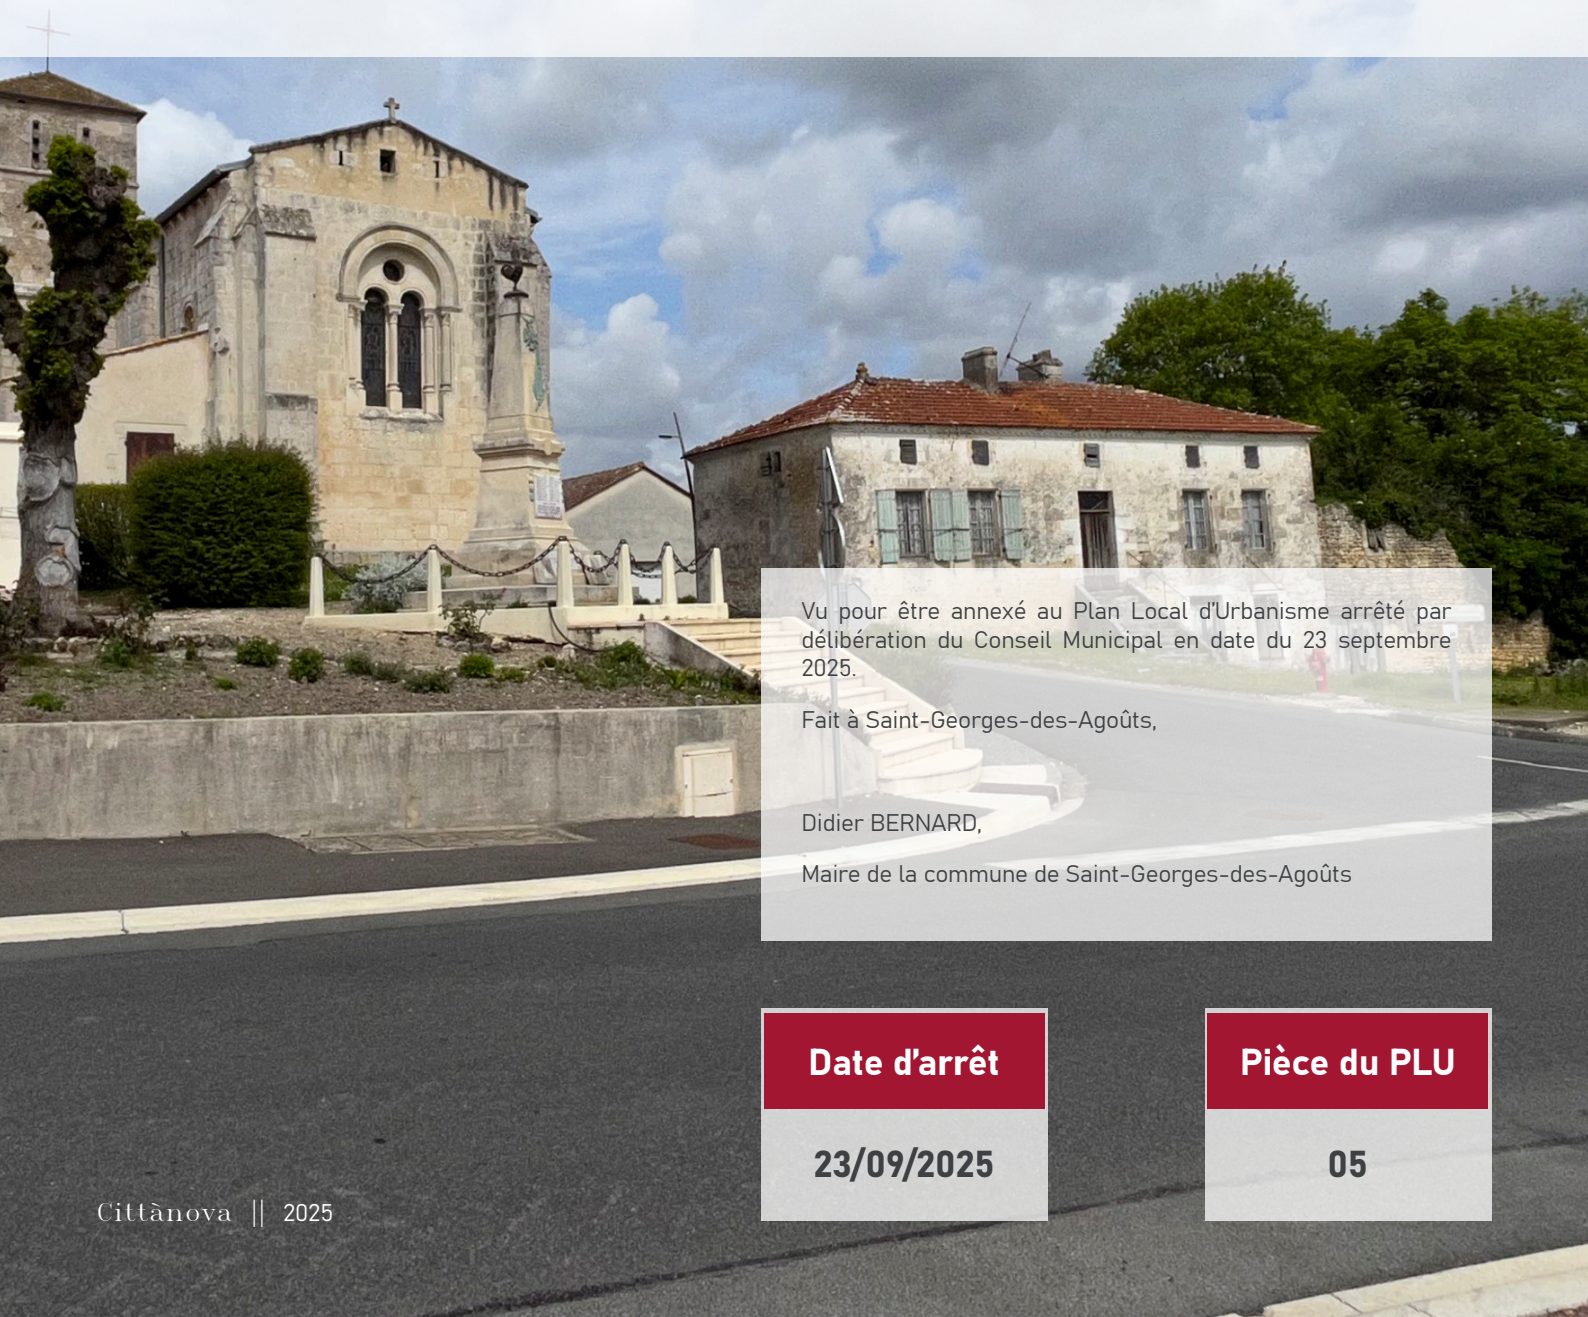 Vu pour être annexé au Plan Local d'Urbanisme arrêté par
délibération du Conseil Municipal en date du 23 septembre
2025.
Fait à Saint-Georges-des-Agoûts,
Didier BERNARD,
Maire de la commune de Saint-Georges-des-Agoûts
Date d'arrêt
Pièce du PLU
23/09/2025
05
Cittànova || 2025